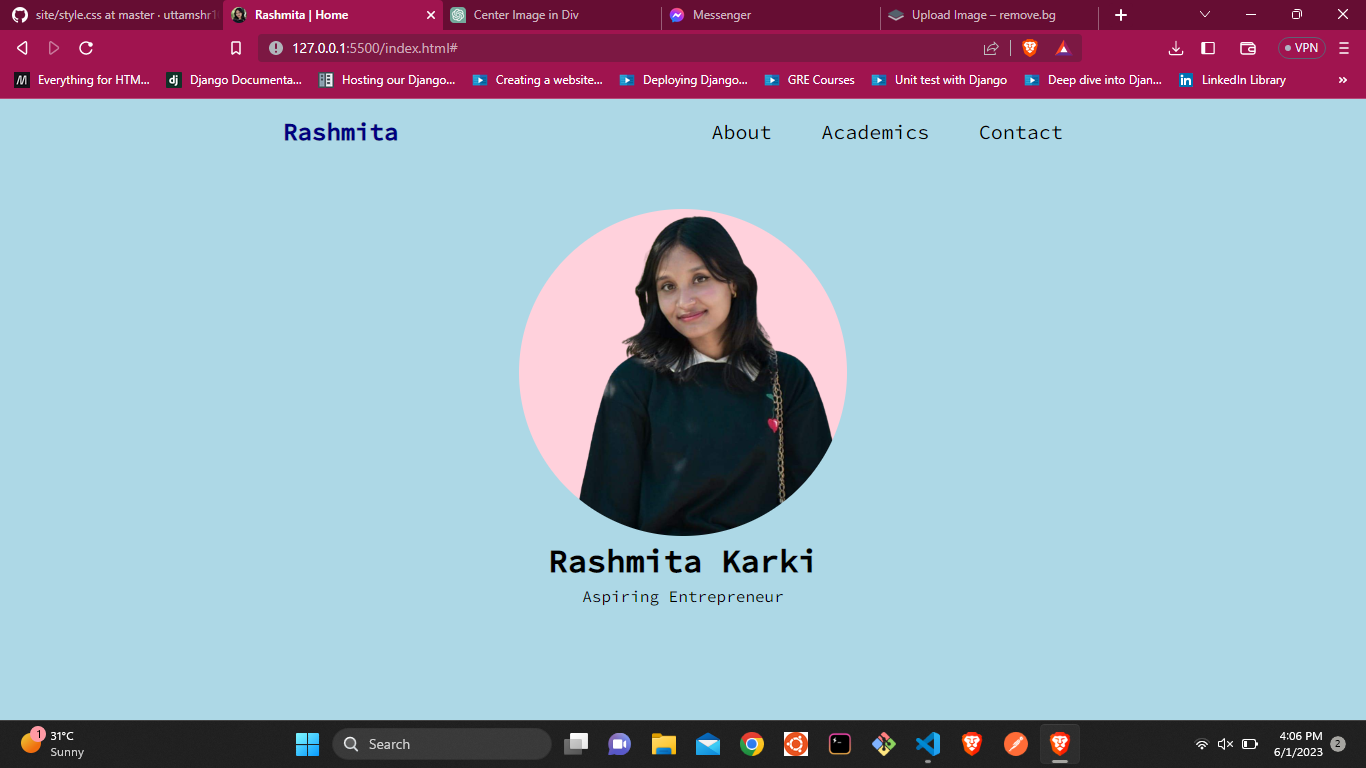 site/style.css at master · uttamshr1
Rashmita | Home
Center Image in Div
Messenger
Upload Image – remove.bg
127.0.0.1:5500/index.html#
VPN
M Everything for HTM...
dj Django Documenta...
Hosting our Django...
Creating a website...
Deploying Django...
GRE Courses
Unit test with Django
Deep dive into Djan...
in LinkedIn Library
»
Rashmita
About
Academics
Contact
Rashmita Karki
Aspiring Entrepreneur
1
31°C
Sunny
Search
4:06 PM
6/1/2023
2